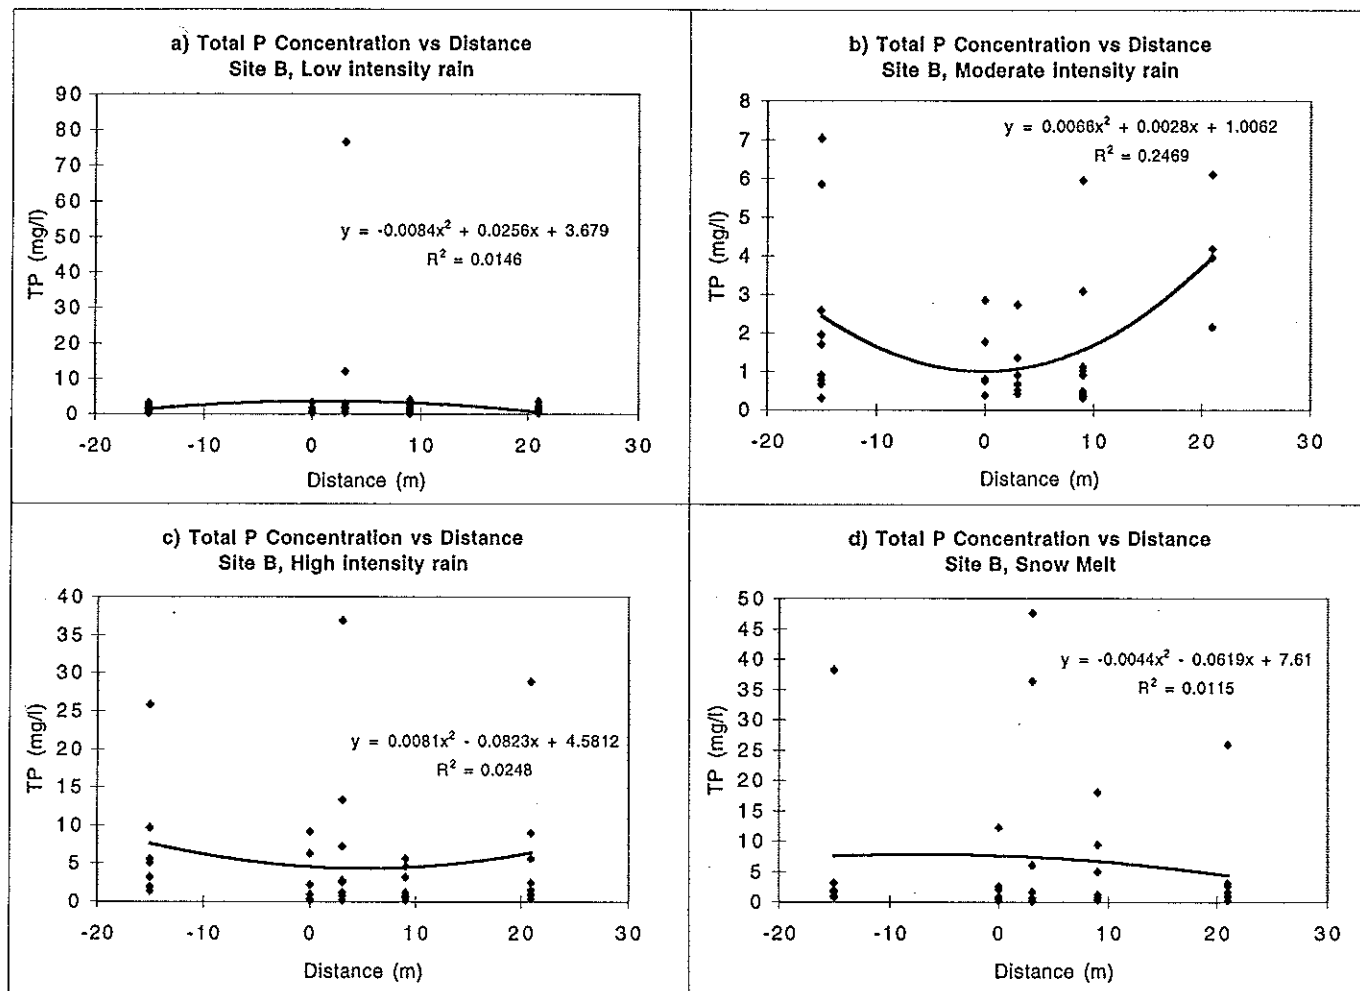 a) Total P Concentration vs Distance
Site B, Low intensity rain
90
80
70
60
50
40
30
20
10
0
TP (mg/l)
y = -0.0084x² + 0.0256x + 3.679
R² = 0.0146
-20 -10 0 10 20 30
Distance (m)
b) Total P Concentration vs Distance
Site B, Moderate intensity rain
8
7
6
5
4
3
2
1
0
TP (mg/l)
y = 0.0066x² + 0.0028x + 1.0062
R² = 0.2469
-20 -10 0 10 20 30
Distance (m)
c) Total P Concentration vs Distance
Site B, High intensity rain
40
35
30
25
20
15
10
5
0
TP (mg/l)
y = 0.0081x² - 0.0823x + 4.5812
R² = 0.0248
-20 -10 0 10 20 30
Distance (m)
d) Total P Concentration vs Distance
Site B, Snow Melt
50
45
40
35
30
25
20
15
10
5
0
TP (mg/l)
y = -0.0044x² - 0.0619x + 7.61
R² = 0.0115
-20 -10 0 10 20 30
Distance (m)